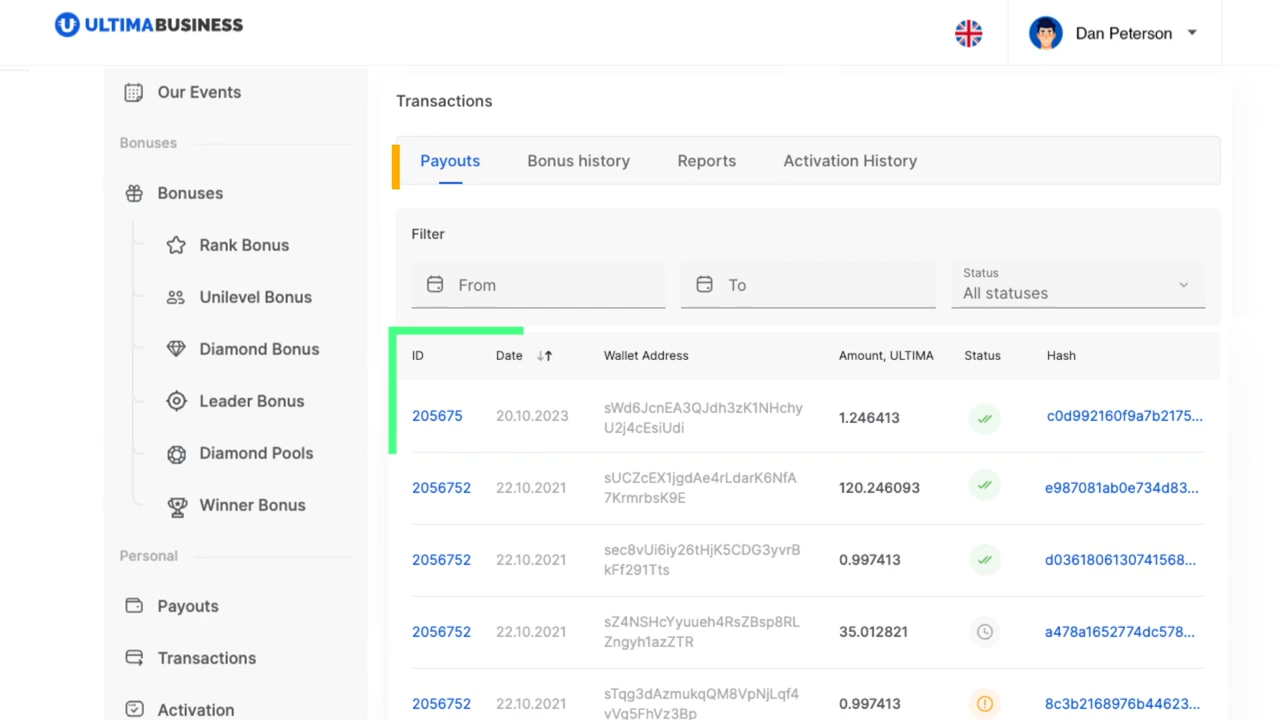 ULTIMABUSINESS
Dan Peterson
Our Events
Bonuses
Bonuses
Rank Bonus
Unilevel Bonus
Diamond Bonus
Leader Bonus
Diamond Pools
Winner Bonus
Personal
Payouts
Transactions
Activation
Transactions
Payouts Bonus history Reports Activation History
Filter
From To Status
All statuses
ID Date Wallet Address Amount, ULTIMA Status Hash
205675 20.10.2023 sWd6JcnEA3QJdh3zK1NHchy 1.246413 c0d992160f9a7b2175...
U2j4cEsiUdi
2056752 22.10.2021 sUCZcEX1jgdAe4rLdarK6NfA 120.246093 e987081ab0e734d83...
7KrmrbsK9E
2056752 22.10.2021 sec8vUi6iy26tHjK5CDG3yvrB 0.997413 d0361806130741568...
kFf291Tts
2056752 22.10.2021 sZ4NSHcYyuueh4RsZBsp8RL 35.012821 a478a1652774dc578...
Zngyh1azZTR
2056752 22.10.2021 sTqg3dAzmukqQM8VpNjLqf4 0.997413 8c3b2168976b44623...
vVg5FhVz3Bp